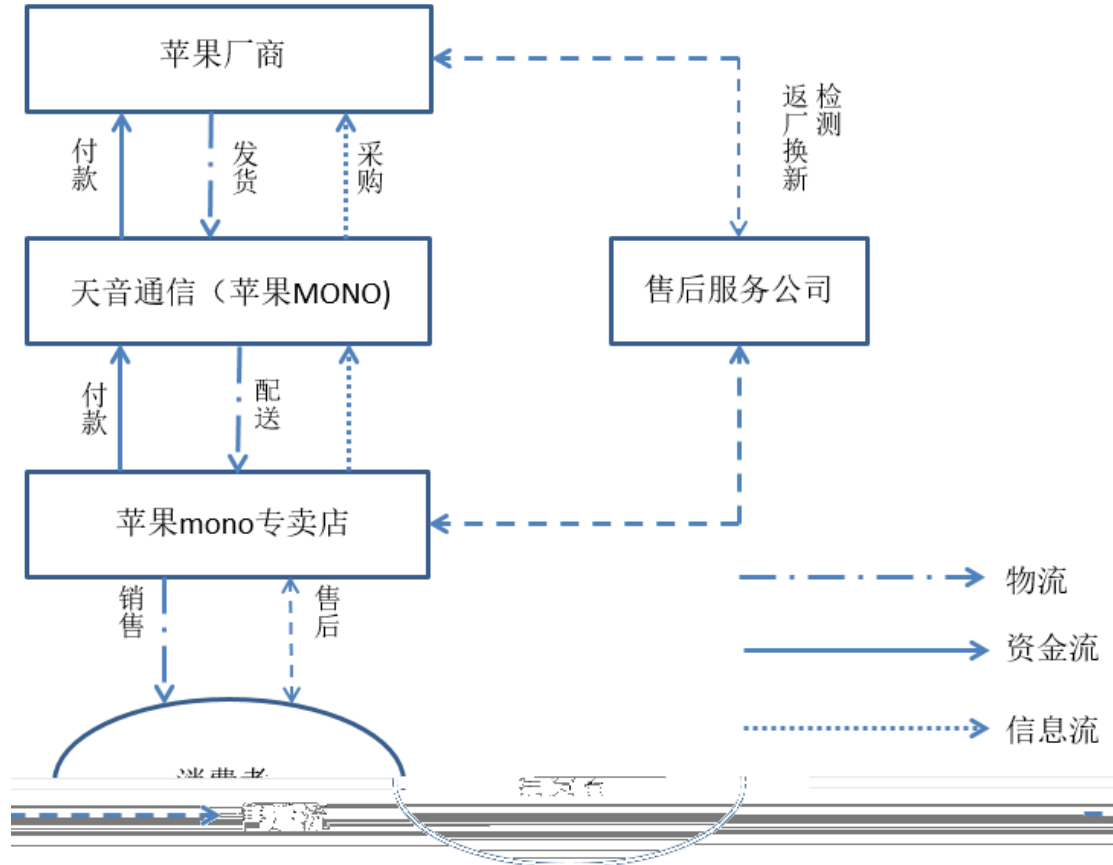 苹果厂商
付款
发货
采购
检测
返厂换新
天音通信（苹果MONO)
售后服务公司
付款
配送
苹果mono专卖店
销售
售后
物流
资金流
信息流
消费者